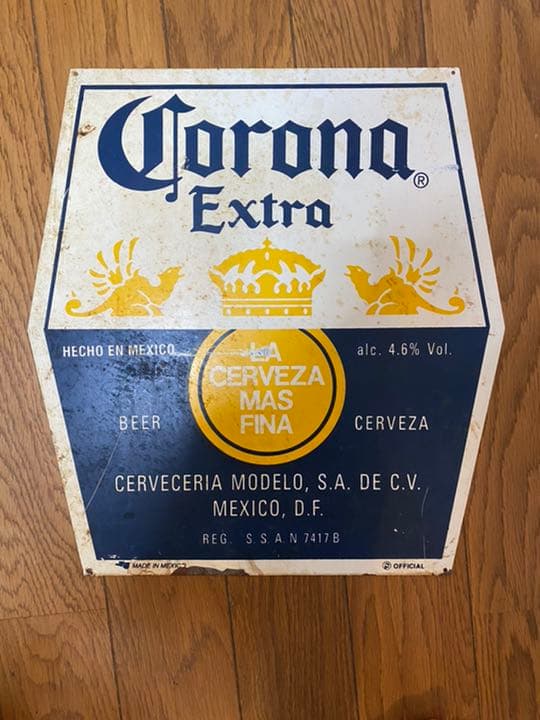 Corona®
Extra
HECHO EN MEXICO
alc. 4.6% Vol.
LA
CERVEZA
MAS
FINA
BEER
CERVEZA
CERVECERIA MODELO, S.A. DE C.V.
MEXICO, D.F.
REG. S.S.A. N 7417 B
MADE IN MEXICO
OFFICIAL